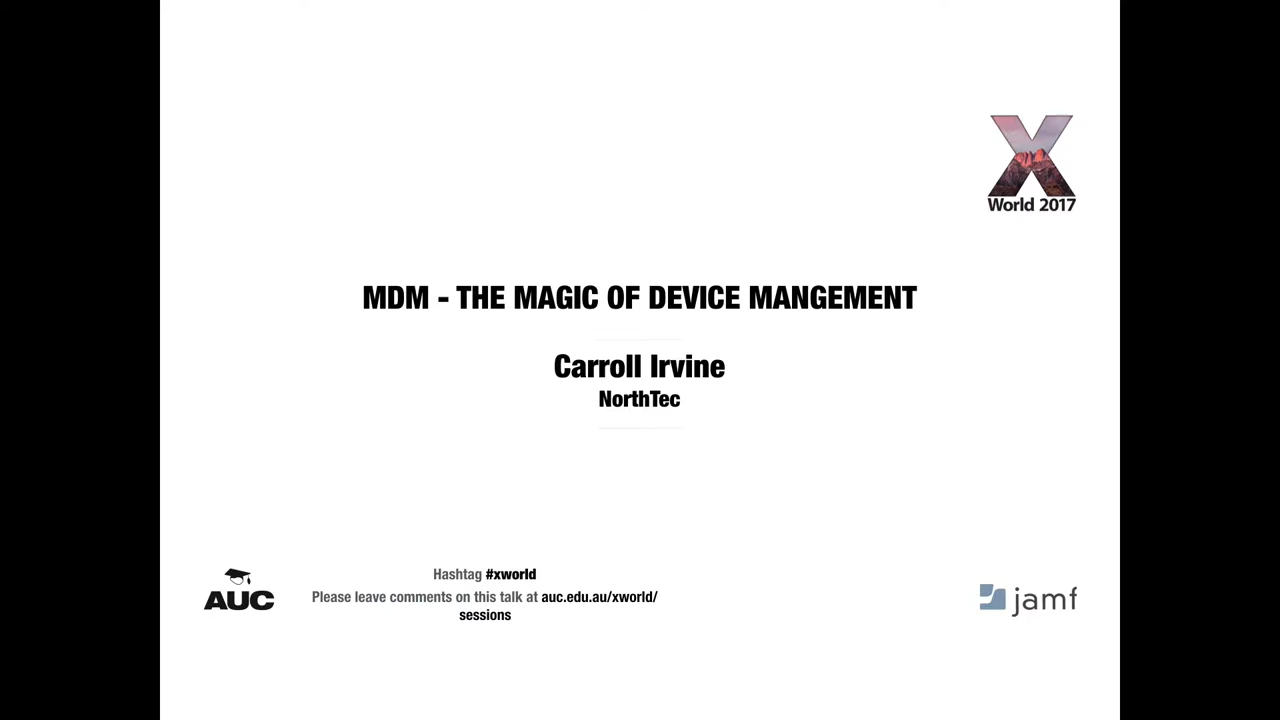 X
World 2017
MDM - THE MAGIC OF DEVICE MANGEMENT
Carroll Irvine
NorthTec
Hashtag #xworld
Please leave comments on this talk at auc.edu.au/xworld/
sessions
AUC
jamf